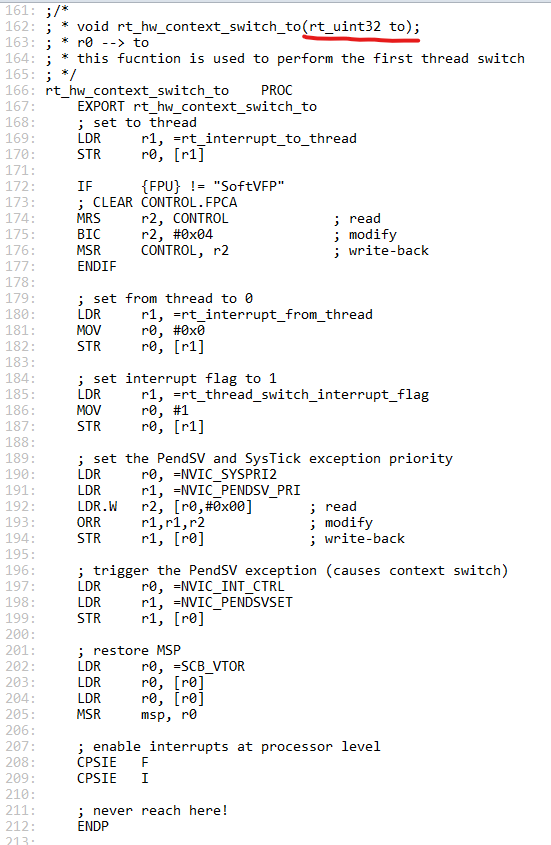 161: ;/*
162: ; * void rt_hw_context_switch_to(rt_uint32 to);
163: ; * r0 --> to
164: ; * this fucntion is used to perform the first thread switch
165: ; */
166: rt_hw_context_switch_to    PROC
167:     EXPORT rt_hw_context_switch_to
168:     ; set to thread
169:     LDR     r1, =rt_interrupt_to_thread
170:     STR     r0, [r1]
171:
172:     IF      {FPU} != "SoftVFP"
173:     ; CLEAR CONTROL.FPCA
174:     MRS     r2, CONTROL             ; read
175:     BIC     r2, #0x04               ; modify
176:     MSR     CONTROL, r2             ; write-back
177:     ENDIF
178:
179:     ; set from thread to 0
180:     LDR     r1, =rt_interrupt_from_thread
181:     MOV     r0, #0x0
182:     STR     r0, [r1]
183:
184:     ; set interrupt flag to 1
185:     LDR     r1, =rt_thread_switch_interrupt_flag
186:     MOV     r0, #1
187:     STR     r0, [r1]
188:
189:     ; set the PendSV and SysTick exception priority
190:     LDR     r0, =NVIC_SYSPRI2
191:     LDR     r1, =NVIC_PENDSV_PRI
192:     LDR.W   r2, [r0,#0x00]       ; read
193:     ORR     r1,r1,r2             ; modify
194:     STR     r1, [r0]             ; write-back
195:
196:     ; trigger the PendSV exception (causes context switch)
197:     LDR     r0, =NVIC_INT_CTRL
198:     LDR     r1, =NVIC_PENDSVSET
199:     STR     r1, [r0]
200:
201:     ; restore MSP
202:     LDR     r0, =SCB_VTOR
203:     LDR     r0, [r0]
204:     LDR     r0, [r0]
205:     MSR     msp, r0
206:
207:     ; enable interrupts at processor level
208:     CPSIE   F
209:     CPSIE   I
210:
211:     ; never reach here!
212:     ENDP
213: